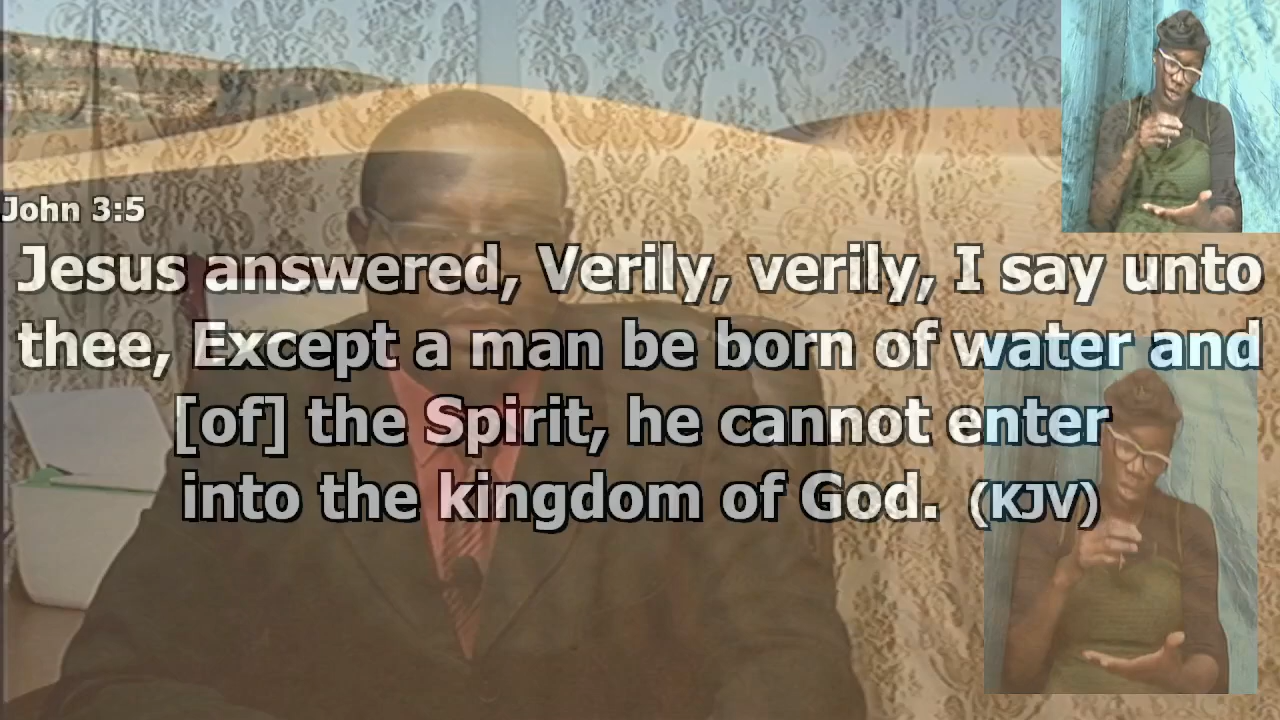 John 3:5
Jesus answered, Verily, verily, I say unto
thee, Except a man be born of water and
[of] the Spirit, he cannot enter
into the kingdom of God. (KJV)